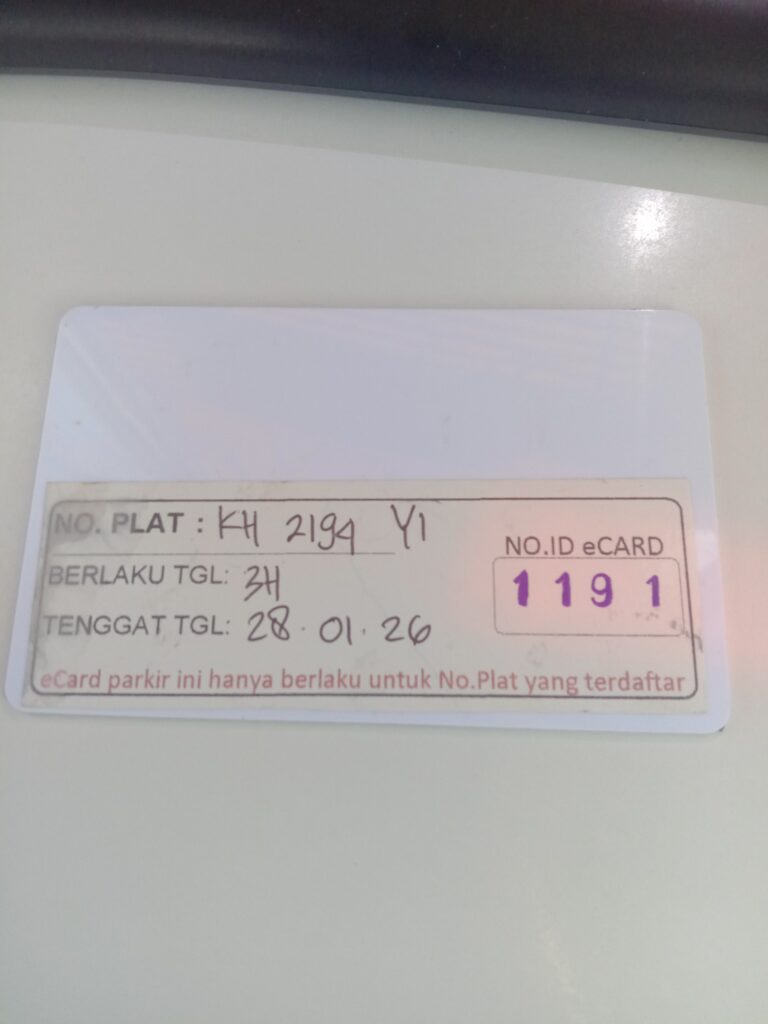 NO. PLAT : KH 2194 YI
BERLAKU TGL: 3H
TENGGAT TGL: 28.01.26
NO.ID eCARD
1191
eCard parkir ini hanya berlaku untuk No.Plat yang terdaftar